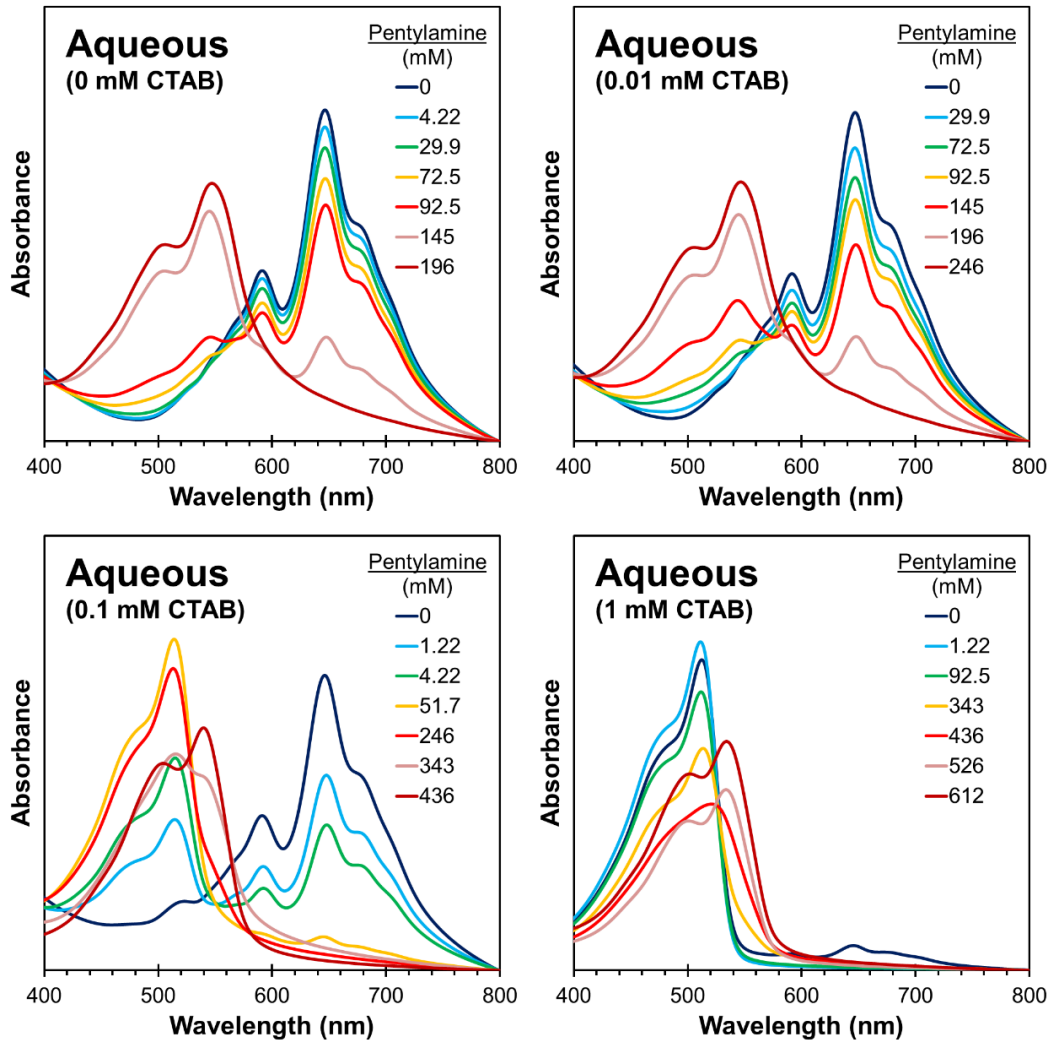 Aqueous
(0 mM CTAB)
Pentylamine
(mM)
0
4.22
29.9
72.5
92.5
145
196
Absorbance
400 500 600 700 800
Wavelength (nm)
Aqueous
(0.01 mM CTAB)
Pentylamine
(mM)
0
29.9
72.5
92.5
145
196
246
Absorbance
400 500 600 700 800
Wavelength (nm)
Aqueous
(0.1 mM CTAB)
Pentylamine
(mM)
0
1.22
4.22
51.7
246
343
436
Absorbance
400 500 600 700 800
Wavelength (nm)
Aqueous
(1 mM CTAB)
Pentylamine
(mM)
0
1.22
92.5
343
436
526
612
Absorbance
400 500 600 700 800
Wavelength (nm)